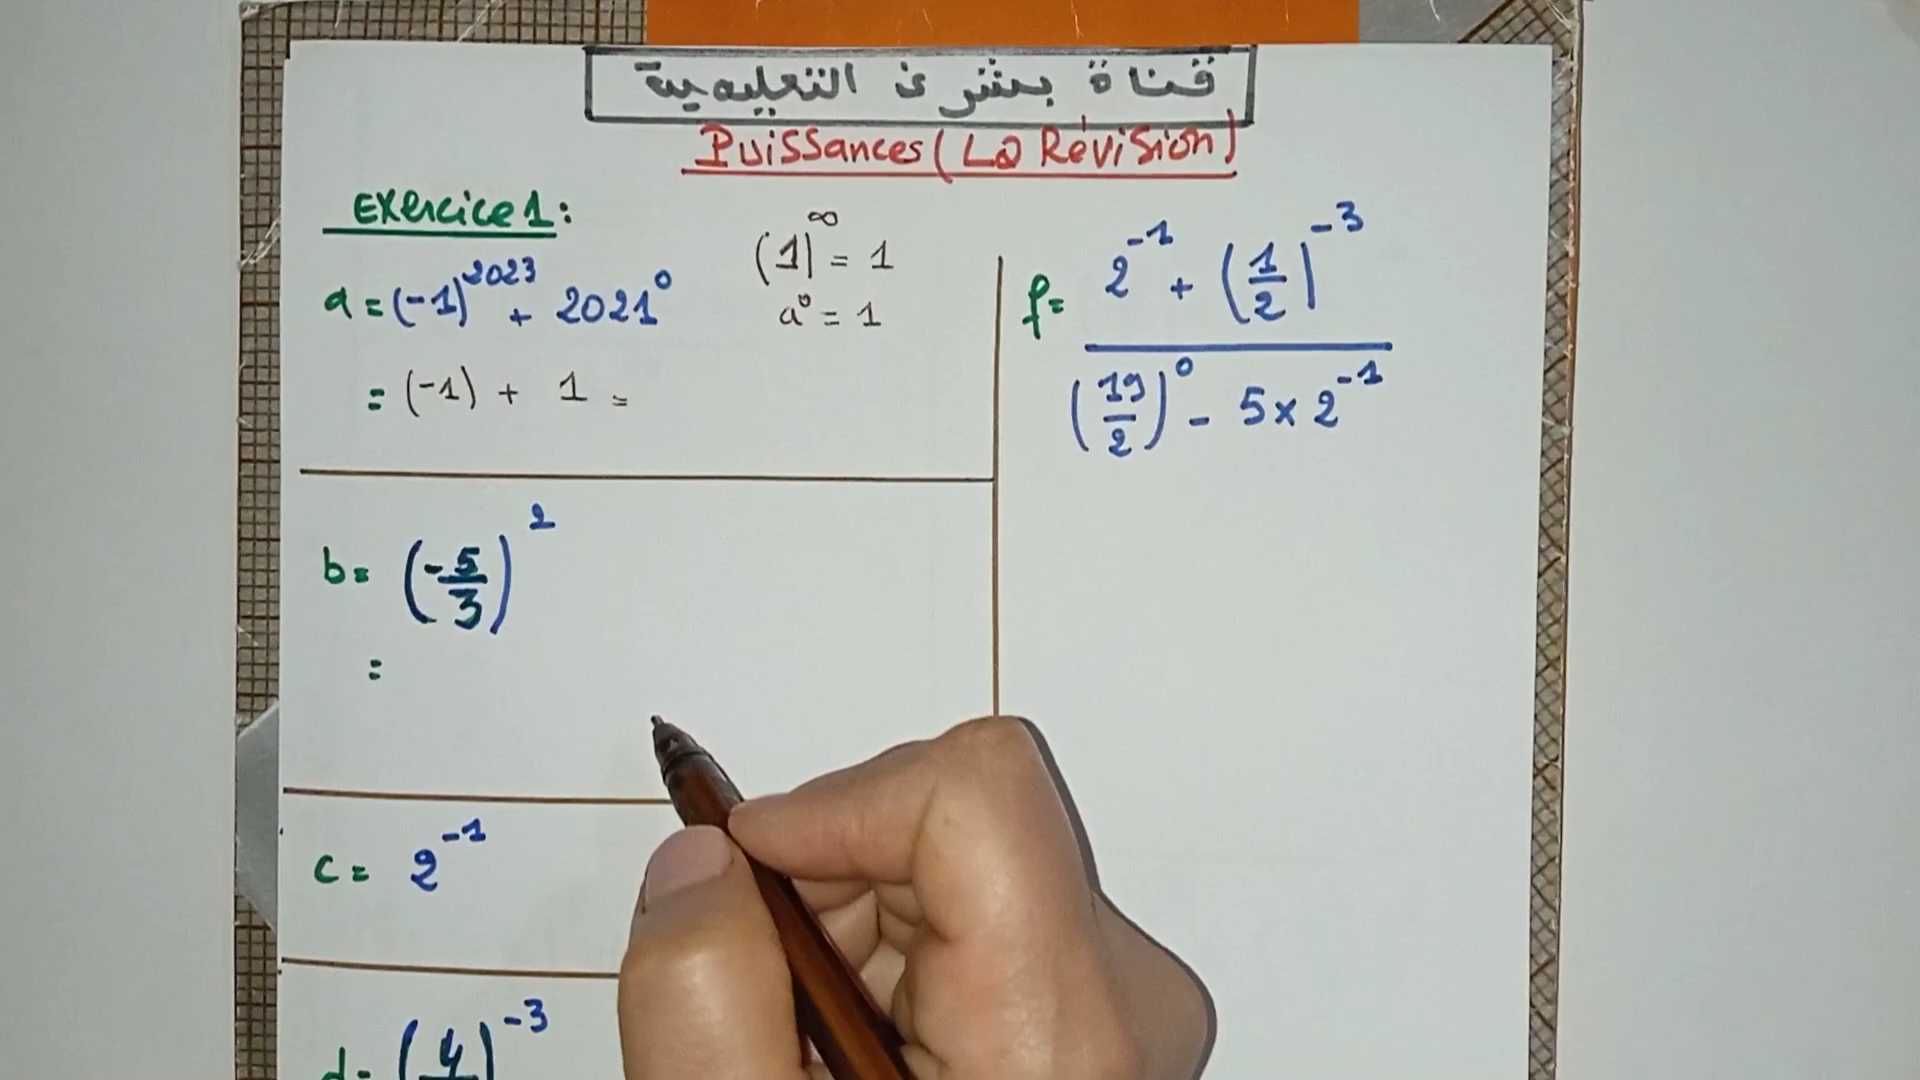 قناة بشرى التعليمية
Puissances (La Révision)
Exercice 1 :
a = (-1)^2023 + 2021^0
(1)^∞ = 1
a^0 = 1
= (-1) + 1 =
b = (-5/3)^2
=
c = 2^-1
d = (4
)^-3
f = (2^-1 + (1/2)^-3) / ((19/2)^0 - 5 × 2^-1)